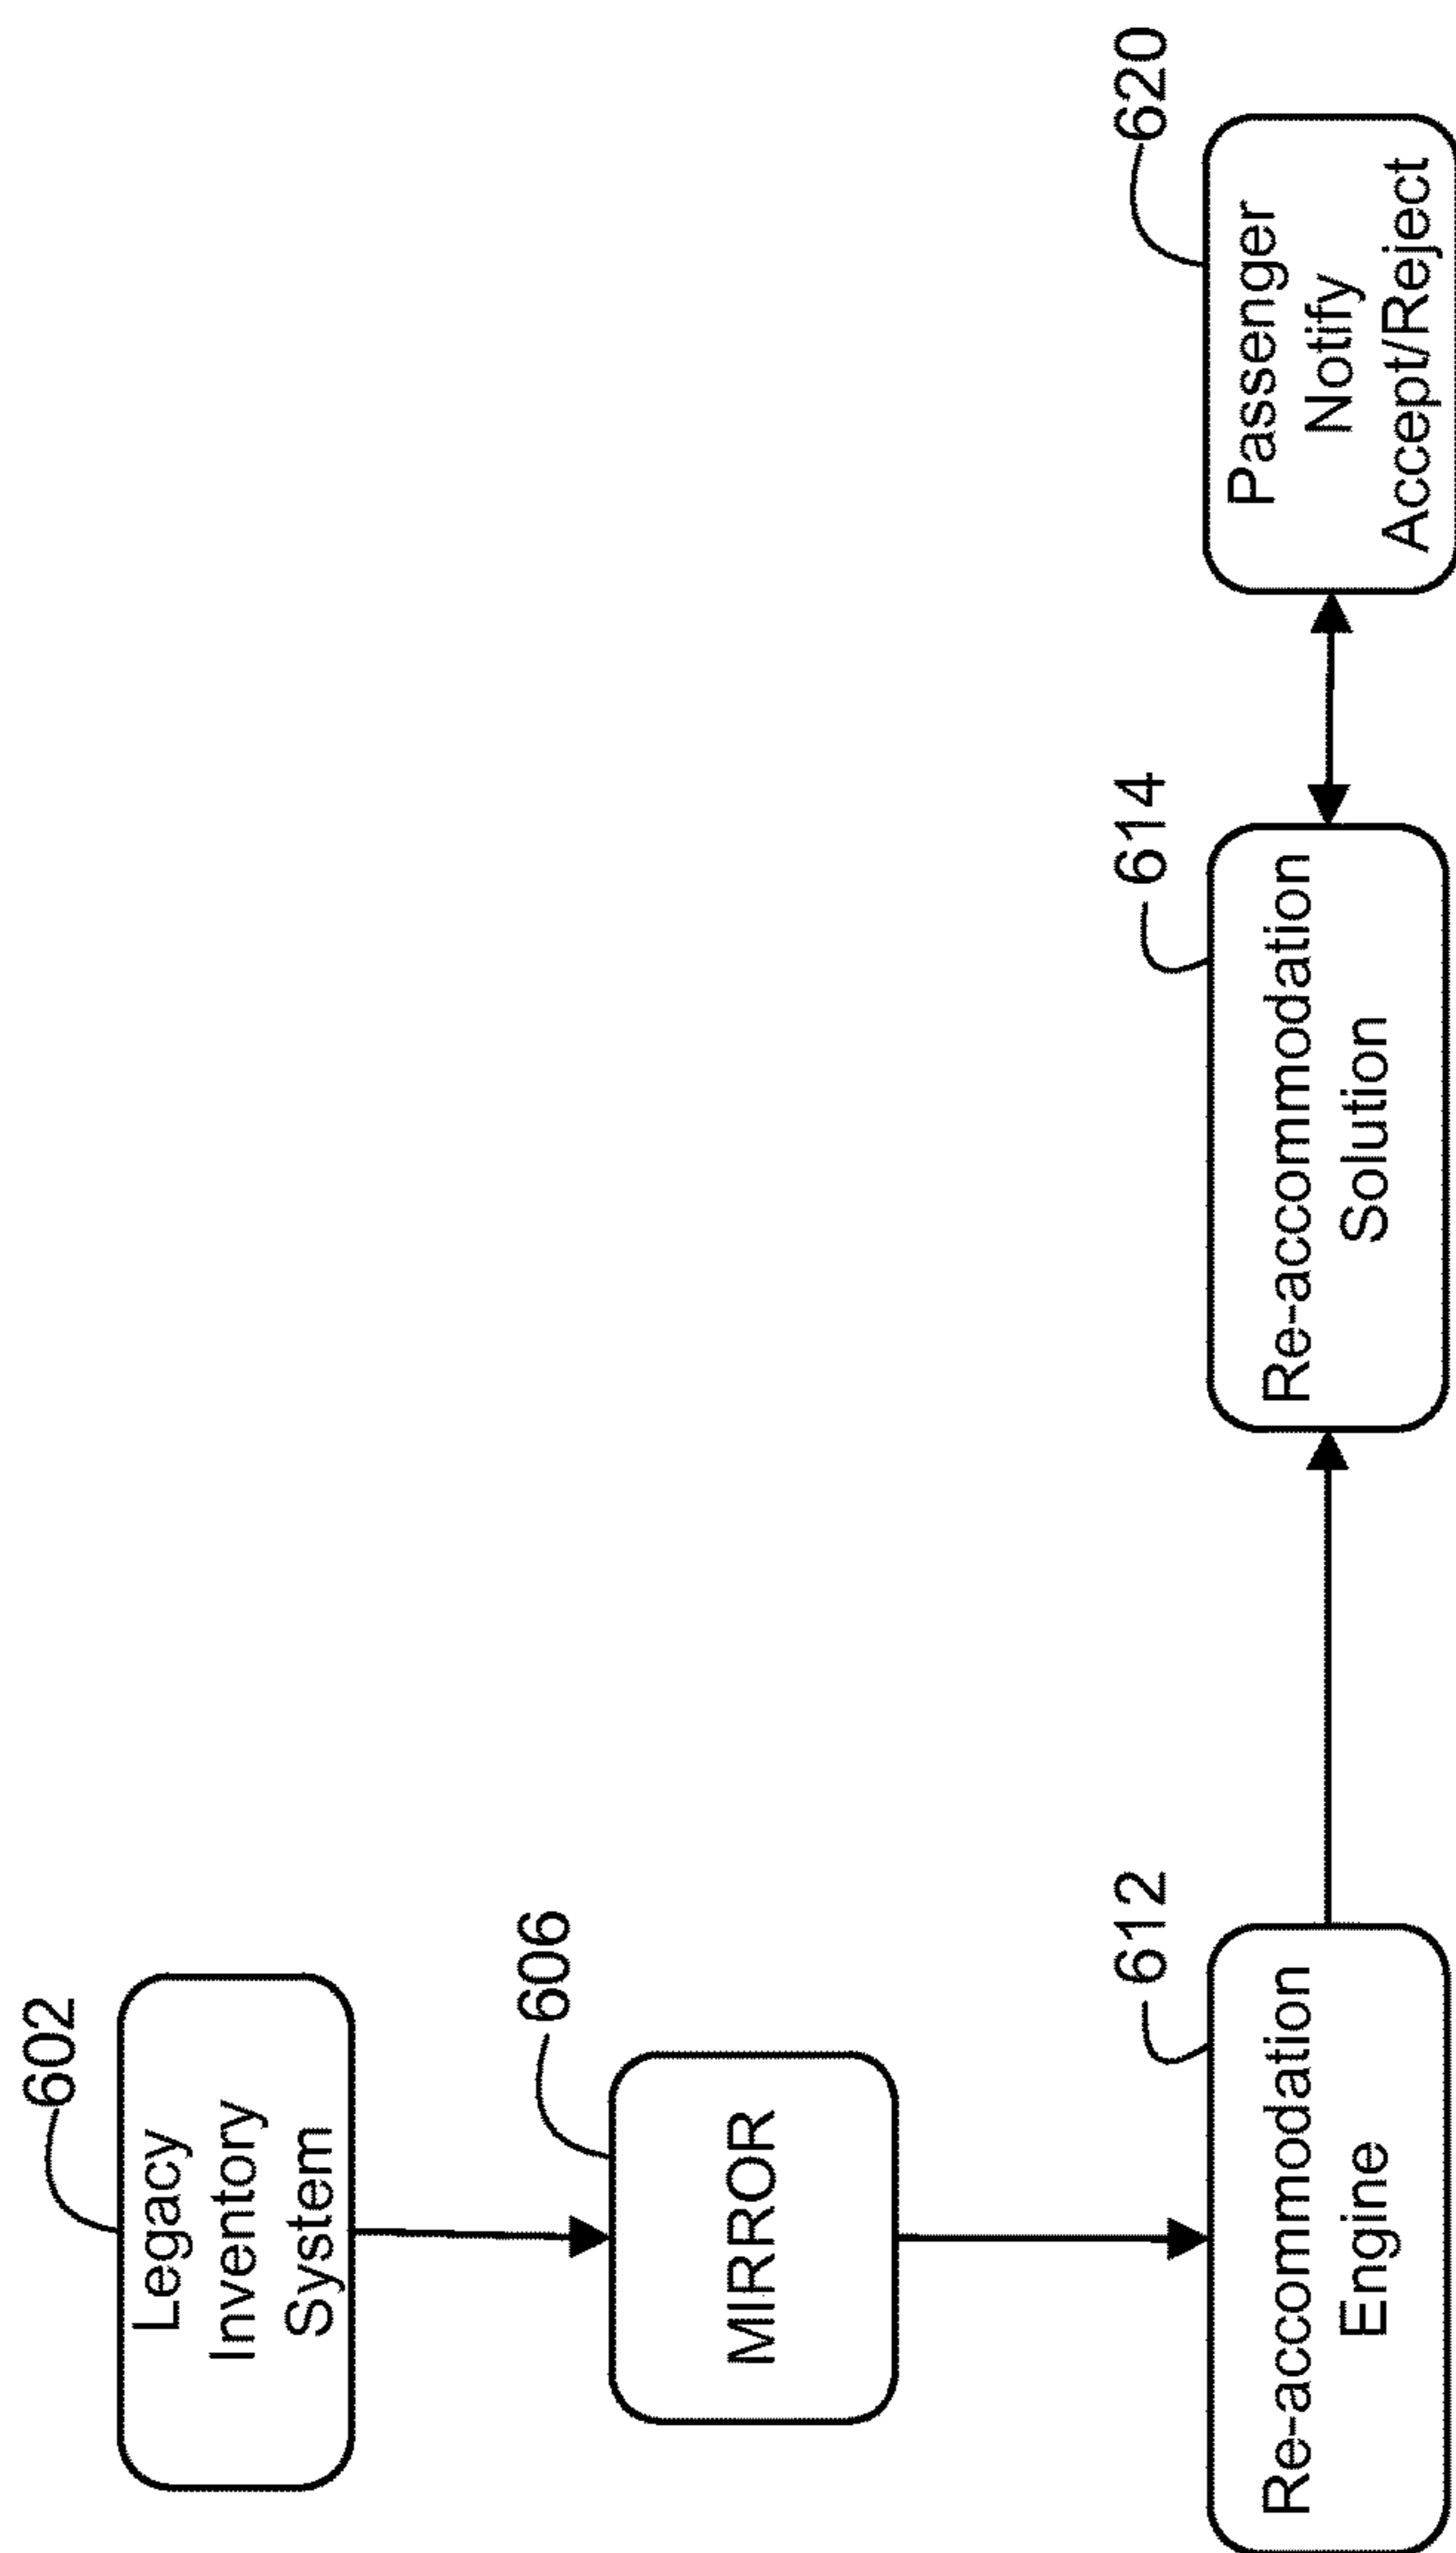 602
Legacy
Inventory
System
606
MIRROR
612
Re-accommodation
Engine
614
Re-accommodation
Solution
620
Passenger
Notify
Accept/Reject